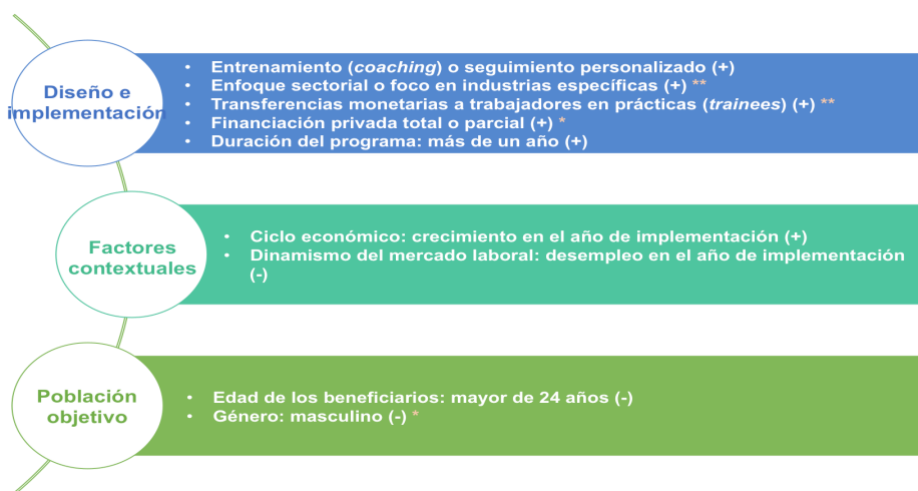 Diseño e
implementación
• Entrenamiento (coaching) o seguimiento personalizado (+)
• Enfoque sectorial o foco en industrias específicas (+) **
• Transferencias monetarias a trabajadores en prácticas (trainees) (+) **
• Financiación privada total o parcial (+) *
• Duración del programa: más de un año (+)
Factores
contextuales
• Ciclo económico: crecimiento en el año de implementación (+)
• Dinamismo del mercado laboral: desempleo en el año de implementación
(-)
Población
objetivo
• Edad de los beneficiarios: mayor de 24 años (-)
• Género: masculino (-) *